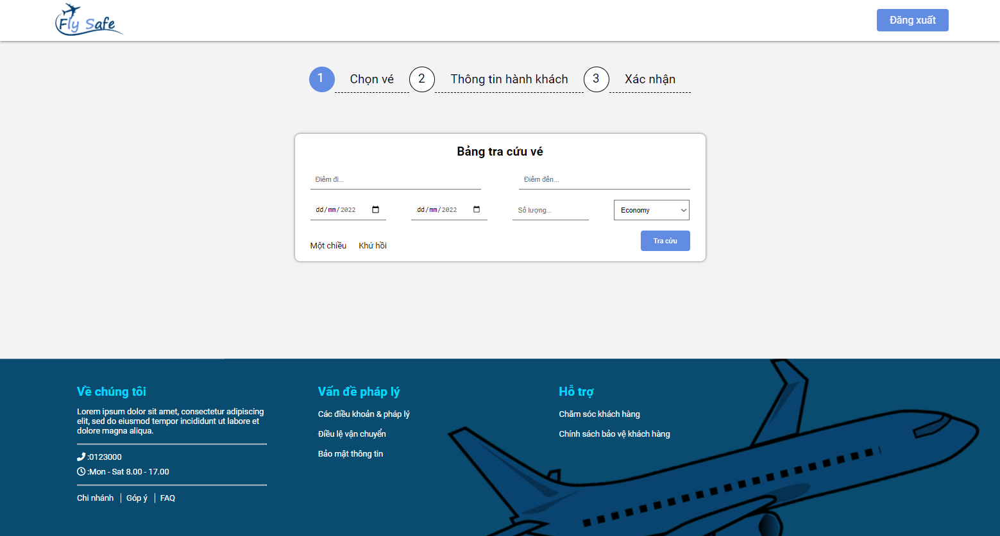 Fly Safe
Đăng xuất
1 Chọn vé 2 Thông tin hành khách 3 Xác nhận
Bảng tra cứu vé
Điểm đi... Điểm đến...
dd/mm/2022 dd/mm/2022 Số lượng... Economy
Tra cứu
Một chiều Khứ hồi
Về chúng tôi
Lorem ipsum dolor sit amet, consectetur adipiscing
elit, sed do eiusmod tempor incididunt ut labore et
dolore magna aliqua.
:0123000
:Mon - Sat 8.00 - 17.00
Chi nhánh Góp ý FAQ
Vấn đề pháp lý
Các điều khoản & pháp lý
Điều lệ vận chuyển
Bảo mật thông tin
Hỗ trợ
Chăm sóc khách hàng
Chính sách bảo vệ khách hàng